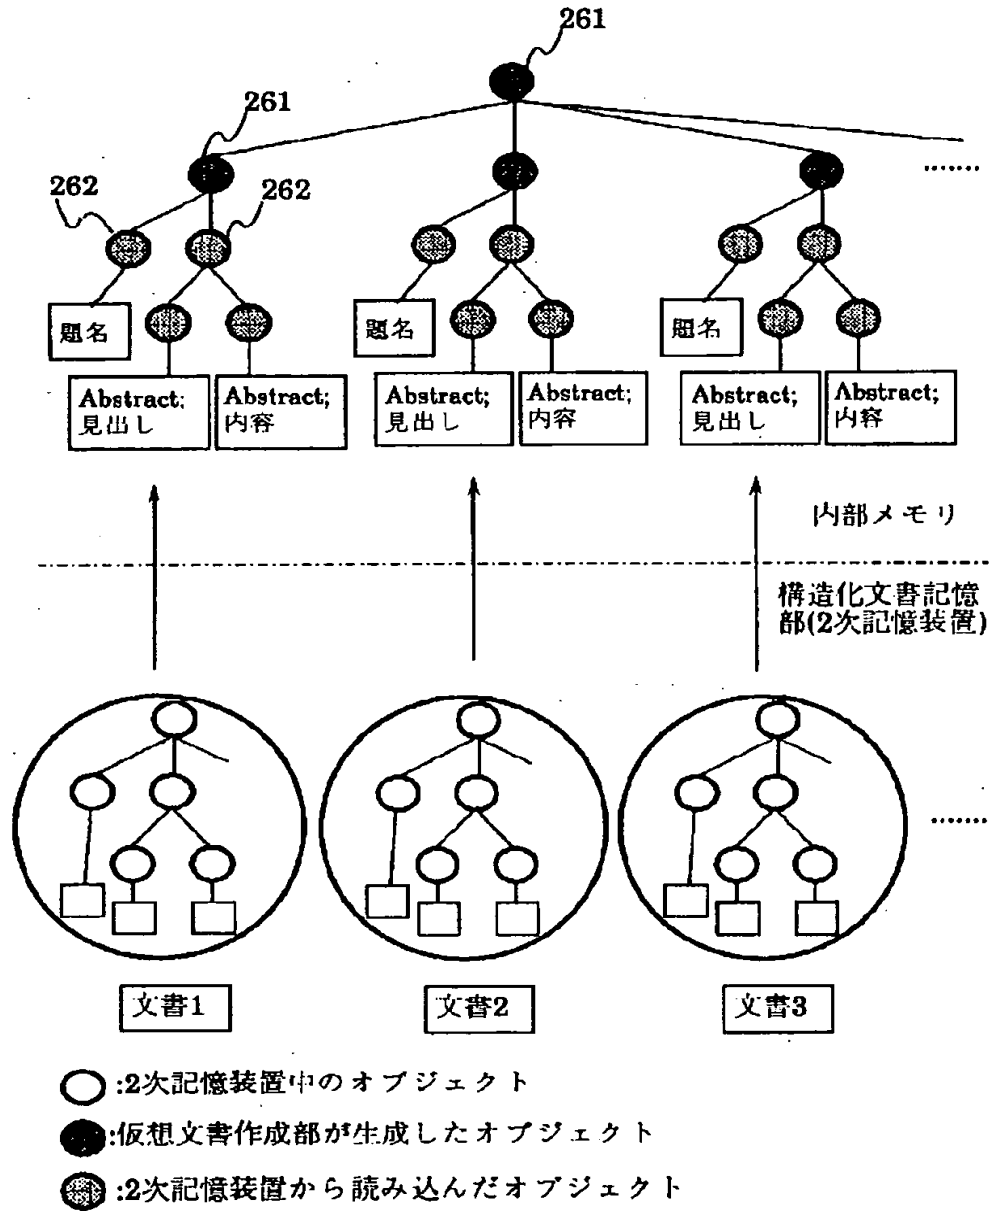 261
261
262
262
題名
Abstract;
見出し
Abstract;
内容
題名
Abstract;
見出し
Abstract;
内容
題名
Abstract;
見出し
Abstract;
内容
内部メモリ
構造化文書記憶
部(2次記憶装置)
文書1
文書2
文書3
:2次記憶装置中のオブジェクト
:仮想文書作成部が生成したオブジェクト
:2次記憶装置から読み込んだオブジェクト